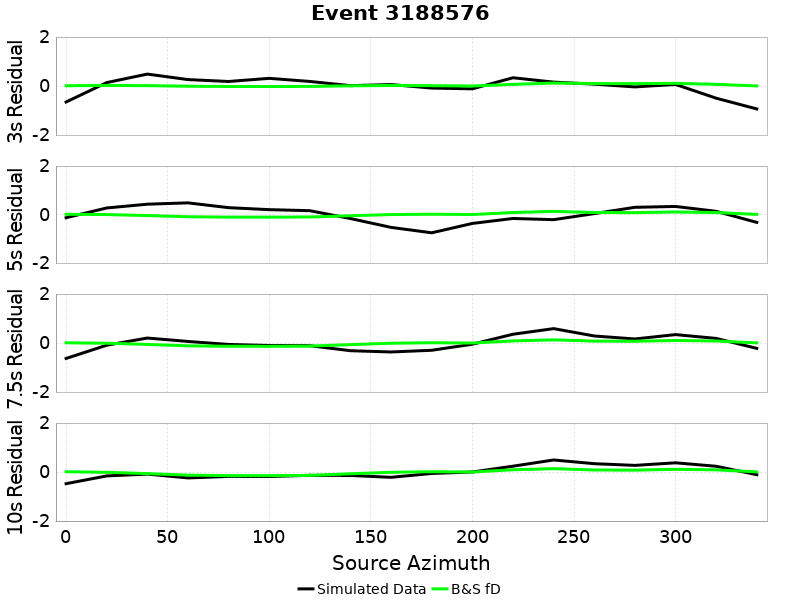 Event 3188576
3s Residual
2
0
-2
5s Residual
2
0
-2
7.5s Residual
2
0
-2
10s Residual
2
0
-2
0 50 100 150 200 250 300
Source Azimuth
Simulated Data B&S fD